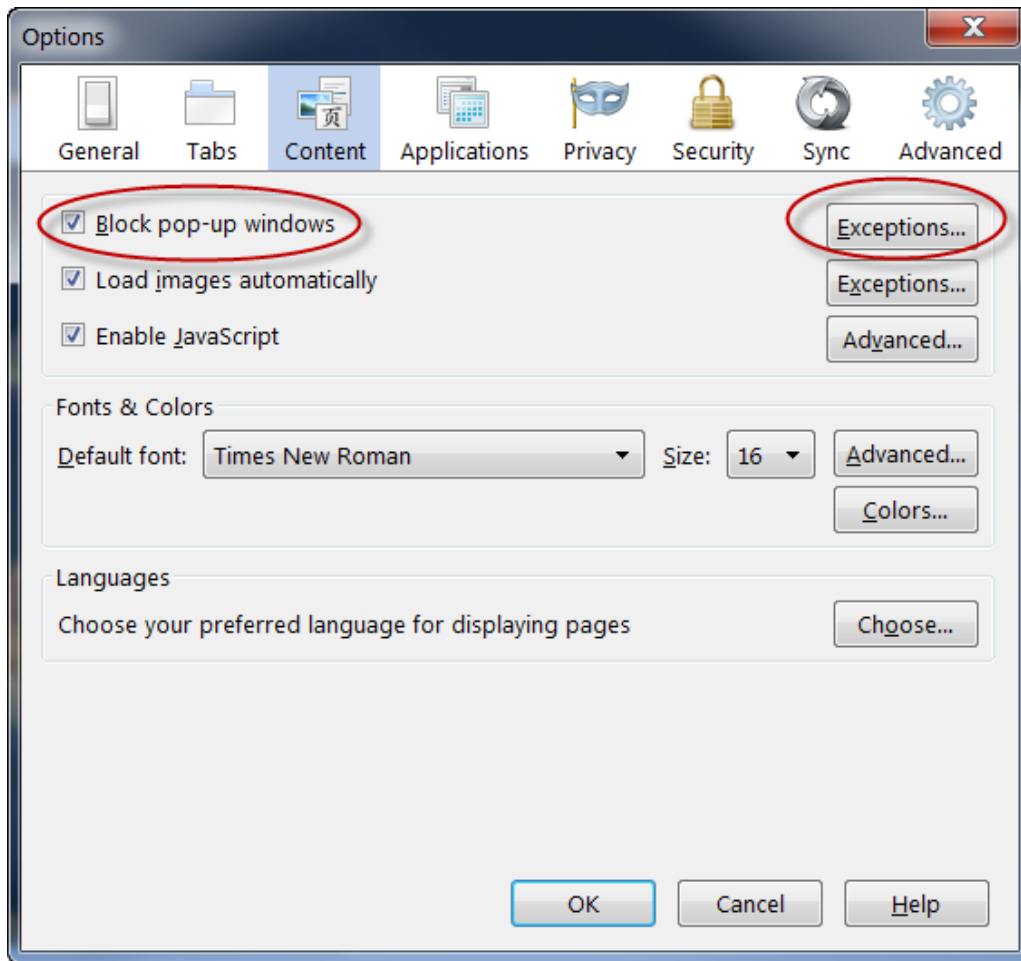 Options
X
页
General Tabs Content Applications Privacy Security Sync Advanced
Block pop-up windows Exceptions...
Load images automatically Exceptions...
Enable JavaScript Advanced...
Fonts & Colors
Default font: Times New Roman Size: 16 Advanced...
Colors...
Languages
Choose your preferred language for displaying pages Choose...
OK Cancel Help